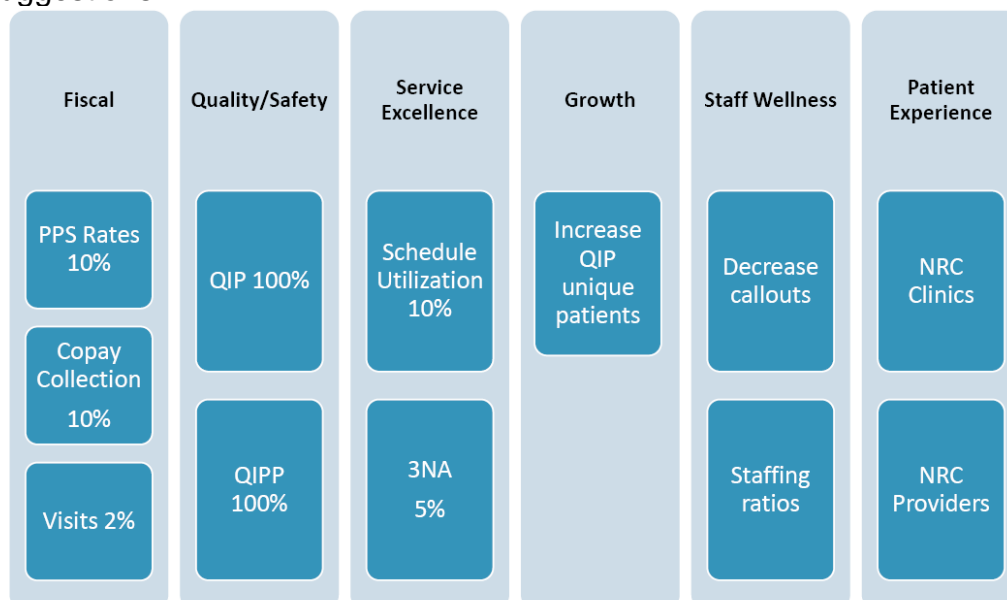 Fiscal
PPS Rates
10%
Copay
Collection
10%
Visits 2%
Quality/Safety
QIP 100%
QIPP
100%
Service
Excellence
Schedule
Utilization
10%
3NA
5%
Growth
Increase
QIP
unique
patients
Staff Wellness
Decrease
callouts
Staffing
ratios
Patient
Experience
NRC
Clinics
NRC
Providers